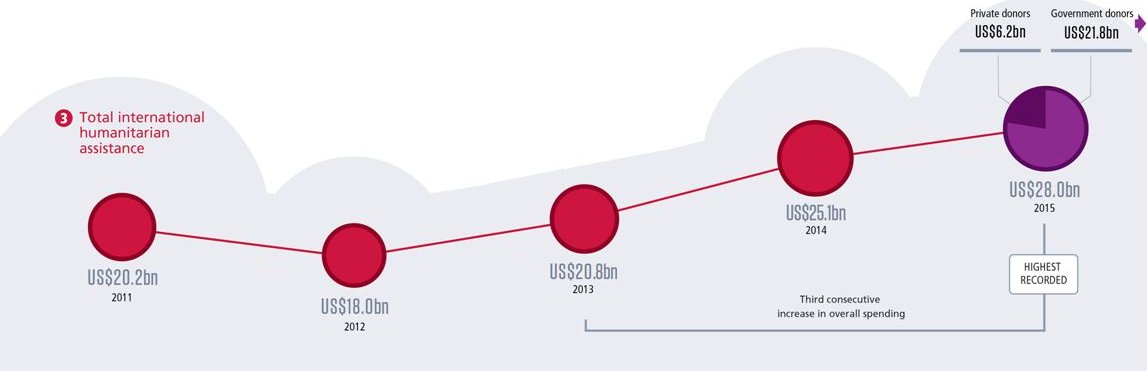 Private donors
US$6.2bn
Government donors
US$21.8bn
3 Total international
humanitarian
assistance
US$20.2bn
2011
US$18.0bn
2012
US$20.8bn
2013
US$25.1bn
2014
US$28.0bn
2015
HIGHEST
RECORDED
Third consecutive
increase in overall spending